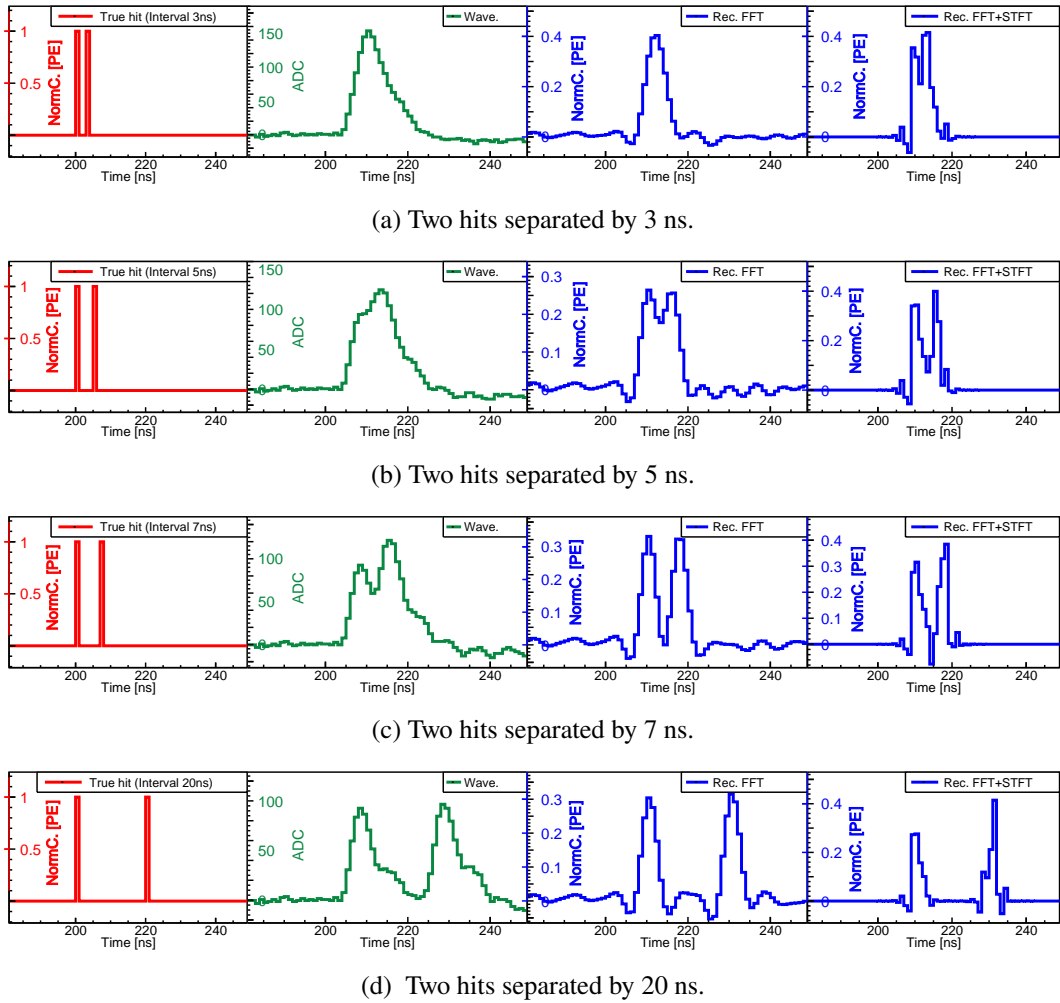 True hit (Interval 3ns)
Wave.
Rec. FFT
Rec. FFT+STFT
NormC. [PE]
1
0.5
ADC
150
100
50
0
NormC. [PE]
0.4
0.2
0
NormC. [PE]
0.4
0.2
0
200 220 240
200 220 240
200 220 240
200 220 240
Time [ns] Time [ns] Time [ns] Time [ns]
(a) Two hits separated by 3 ns.
True hit (Interval 5ns)
Wave.
Rec. FFT
Rec. FFT+STFT
NormC. [PE]
1
0.5
ADC
150
100
50
0
NormC. [PE]
0.3
0.2
0.1
0
NormC. [PE]
0.4
0.2
0
200 220 240
200 220 240
200 220 240
200 220 240
Time [ns] Time [ns] Time [ns] Time [ns]
(b) Two hits separated by 5 ns.
True hit (Interval 7ns)
Wave.
Rec. FFT
Rec. FFT+STFT
NormC. [PE]
1
0.5
ADC
100
50
0
NormC. [PE]
0.3
0.2
0.1
0
NormC. [PE]
0.4
0.3
0.2
0.1
0
200 220 240
200 220 240
200 220 240
200 220 240
Time [ns] Time [ns] Time [ns] Time [ns]
(c) Two hits separated by 7 ns.
True hit (Interval 20ns)
Wave.
Rec. FFT
Rec. FFT+STFT
NormC. [PE]
1
0.5
ADC
100
50
0
NormC. [PE]
0.3
0.2
0.1
0
NormC. [PE]
0.4
0.2
0
200 220 240
200 220 240
200 220 240
200 220 240
Time [ns] Time [ns] Time [ns] Time [ns]
(d) Two hits separated by 20 ns.